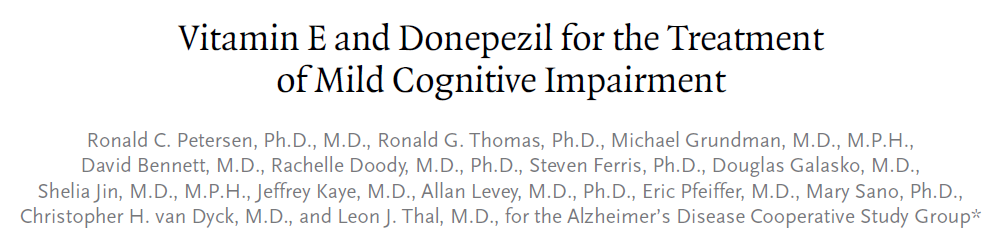 Vitamin E and Donepezil for the Treatment
of Mild Cognitive Impairment
Ronald C. Petersen, Ph.D., M.D., Ronald G. Thomas, Ph.D., Michael Grundman, M.D., M.P.H.,
David Bennett, M.D., Rachelle Doody, M.D., Ph.D., Steven Ferris, Ph.D., Douglas Galasko, M.D.,
Shelia Jin, M.D., M.P.H., Jeffrey Kaye, M.D., Allan Levey, M.D., Ph.D., Eric Pfeiffer, M.D., Mary Sano, Ph.D.,
Christopher H. van Dyck, M.D., and Leon J. Thal, M.D., for the Alzheimer’s Disease Cooperative Study Group*